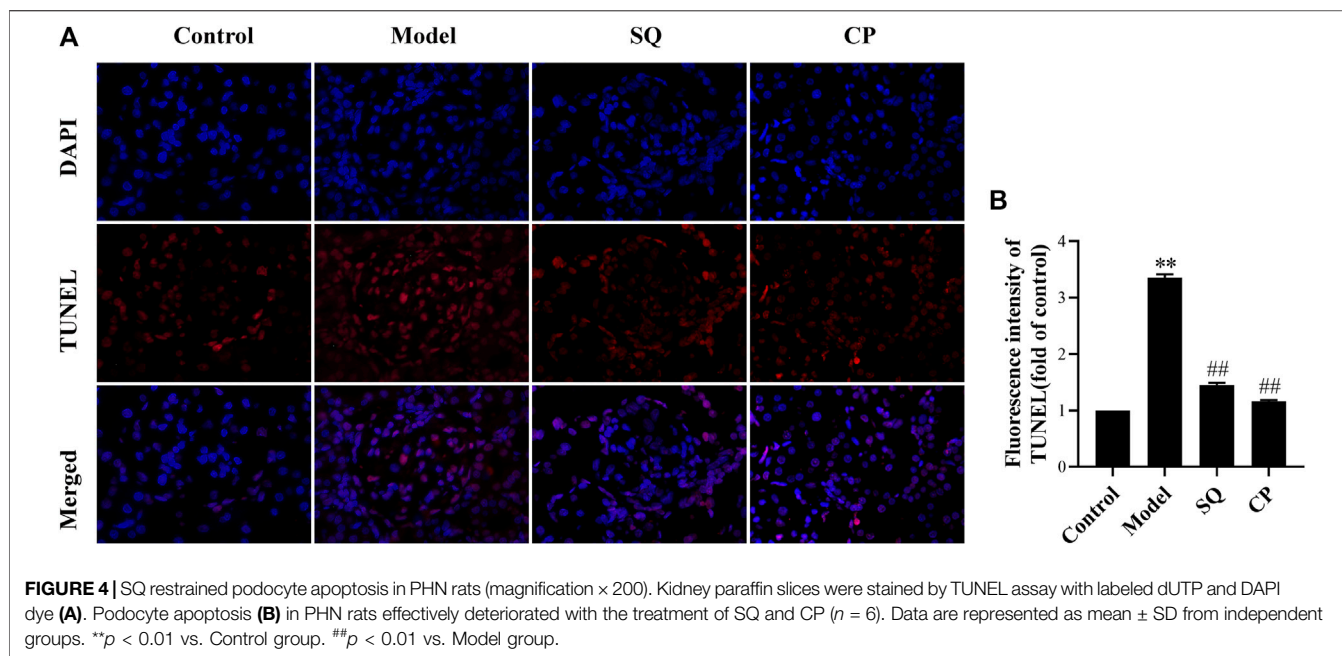 A
Control Model SQ CP
DAPI
TUNEL
Merged
B
Fluorescence intensity of
TUNEL(fold of control)
4
3
2
1
0
**
##
##
Control
Model
SQ
CP
FIGURE 4 | SQ restrained podocyte apoptosis in PHN rats (magnification × 200). Kidney paraffin slices were stained by TUNEL assay with labeled dUTP and DAPI
dye (A). Podocyte apoptosis (B) in PHN rats effectively deteriorated with the treatment of SQ and CP (n = 6). Data are represented as mean ± SD from independent
groups. **p < 0.01 vs. Control group. ##p < 0.01 vs. Model group.